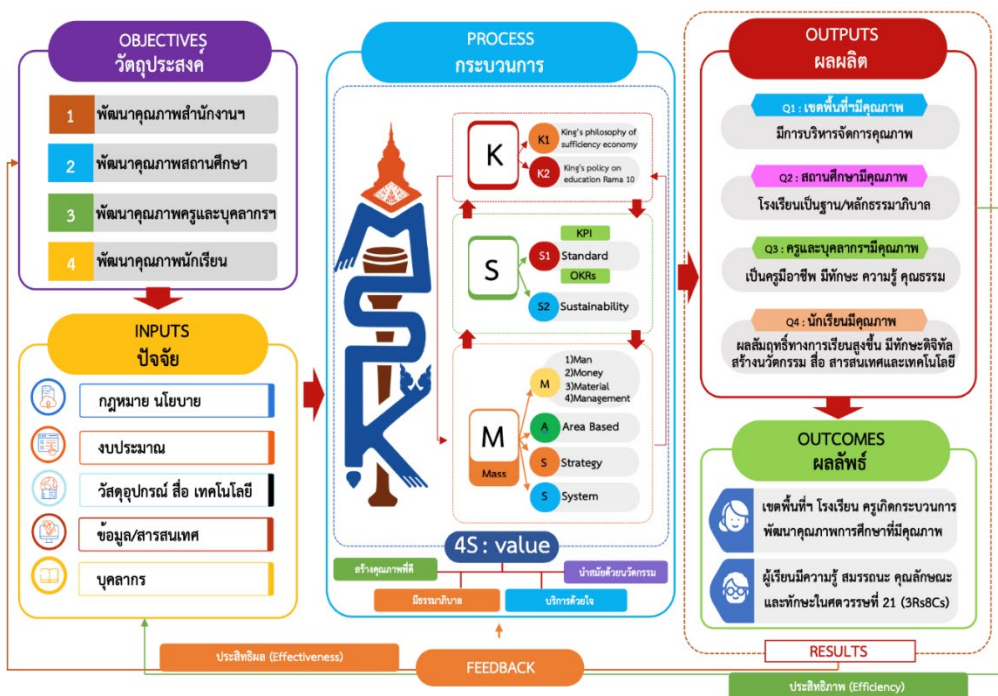 OBJECTIVES
วัตถุประสงค์
1 พัฒนาคุณภาพสำนักงานฯ
2 พัฒนาคุณภาพสถานศึกษา
3 พัฒนาคุณภาพครูและบุคลากรฯ
4 พัฒนาคุณภาพนักเรียน
INPUTS
ปัจจัย
กฎหมาย นโยบาย
งบประมาณ
วัสดุอุปกรณ์ สื่อ เทคโนโลยี
ข้อมูล/สารสนเทศ
บุคลากร
PROCESS
กระบวนการ
MSK
K
K1
King's philosophy of
sufficiency economy
K2
King's policy on
education Rama 10
S
KPI
S1 Standard
OKRs
S2 Sustainability
M
Mass
M
1)Man
2)Money
3)Material
4)Management
A Area Based
S Strategy
S System
4S : value
สร้างคุณภาพที่ดี
นำสมัยด้วยนวัตกรรม
มีธรรมาภิบาล
บริการด้วยใจ
OUTPUTS
ผลผลิต
Q1 : เขตพื้นที่ฯมีคุณภาพ
มีการบริหารจัดการคุณภาพ
Q2 : สถานศึกษามีคุณภาพ
โรงเรียนเป็นฐาน/หลักธรรมาภิบาล
Q3 : ครูและบุคลากรฯมีคุณภาพ
เป็นครูมืออาชีพ มีทักษะ ความรู้ คุณธรรม
Q4 : นักเรียนมีคุณภาพ
ผลสัมฤทธิ์ทางการเรียนสูงขึ้น มีทักษะดิจิทัล
สร้างนวัตกรรม สื่อ สารสนเทศและเทคโนโลยี
OUTCOMES
ผลลัพธ์
เขตพื้นที่ฯ โรงเรียน ครูเกิดกระบวนการ
พัฒนาคุณภาพการศึกษาที่มีคุณภาพ
ผู้เรียนมีความรู้ สมรรถนะ คุณลักษณะ
และทักษะในศตวรรษที่ 21 (3Rs8Cs)
RESULTS
ประสิทธิผล (Effectiveness)
FEEDBACK
ประสิทธิภาพ (Efficiency)